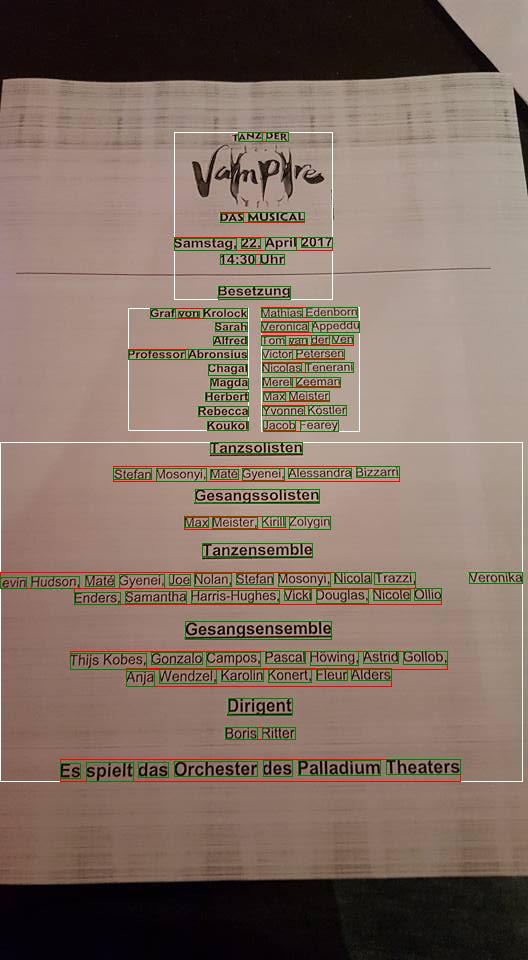 TANZ DER
Vampire
DAS MUSICAL
Samstag, 22. April 2017
14:30 Uhr
Besetzung
Graf von Krolock Mathias Edenborn
Sarah Veronica Appeddu
Alfred Tom van der Ven
Professor Abronsius Victor Petersen
Chagal Nicolas Tenerani
Magda Merel Zeeman
Herbert Max Meister
Rebecca Yvonne Köstler
Koukol Jacob Fearey
Tanzsolisten
Stefan Mosonyi, Maté Gyenei, Alessandra Bizzarri
Gesangssolisten
Max Meister, Kirill Zolygin
Tanzensemble
evin Hudson, Maté Gyenei, Joe Nolan, Stefan Mosonyi, Nicola Trazzi, Veronika
Enders, Samantha Harris-Hughes, Vicki Douglas, Nicole Ollio
Gesangsensemble
Thijs Kobes, Gonzalo Campos, Pascal Höwing, Astrid Gollob,
Anja Wendzel, Karolin Konert, Fleur Alders
Dirigent
Boris Ritter
Es spielt das Orchester des Palladium Theaters